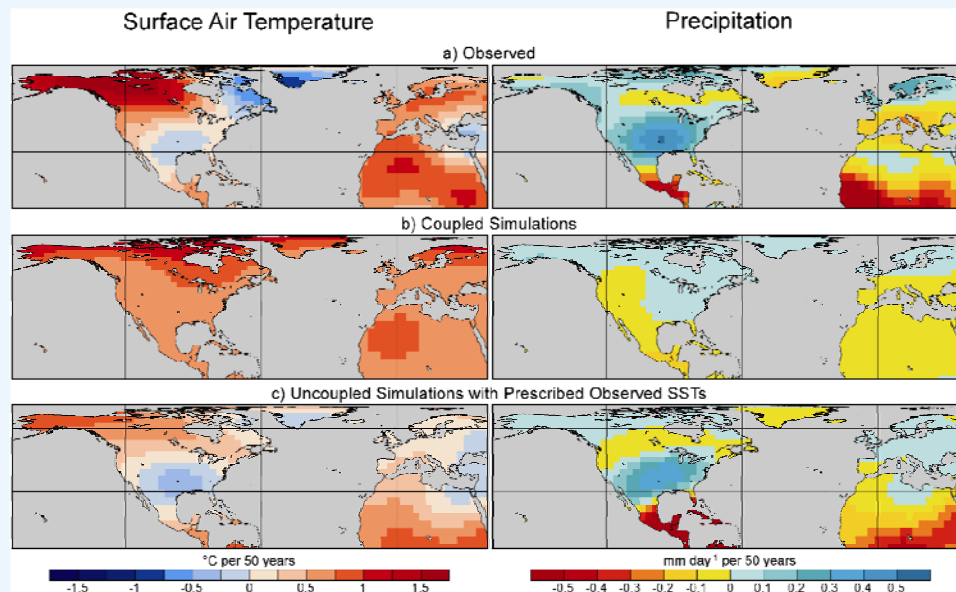 Surface Air Temperature Precipitation
a) Observed
b) Coupled Simulations
c) Uncoupled Simulations with Prescribed Observed SSTs
°C per 50 years mm day⁻¹ per 50 years
-1.5 -1 -0.5 0 0.5 1 1.5 -0.5 -0.4 -0.3 -0.2 -0.1 0 0.1 0.2 0.3 0.4 0.5